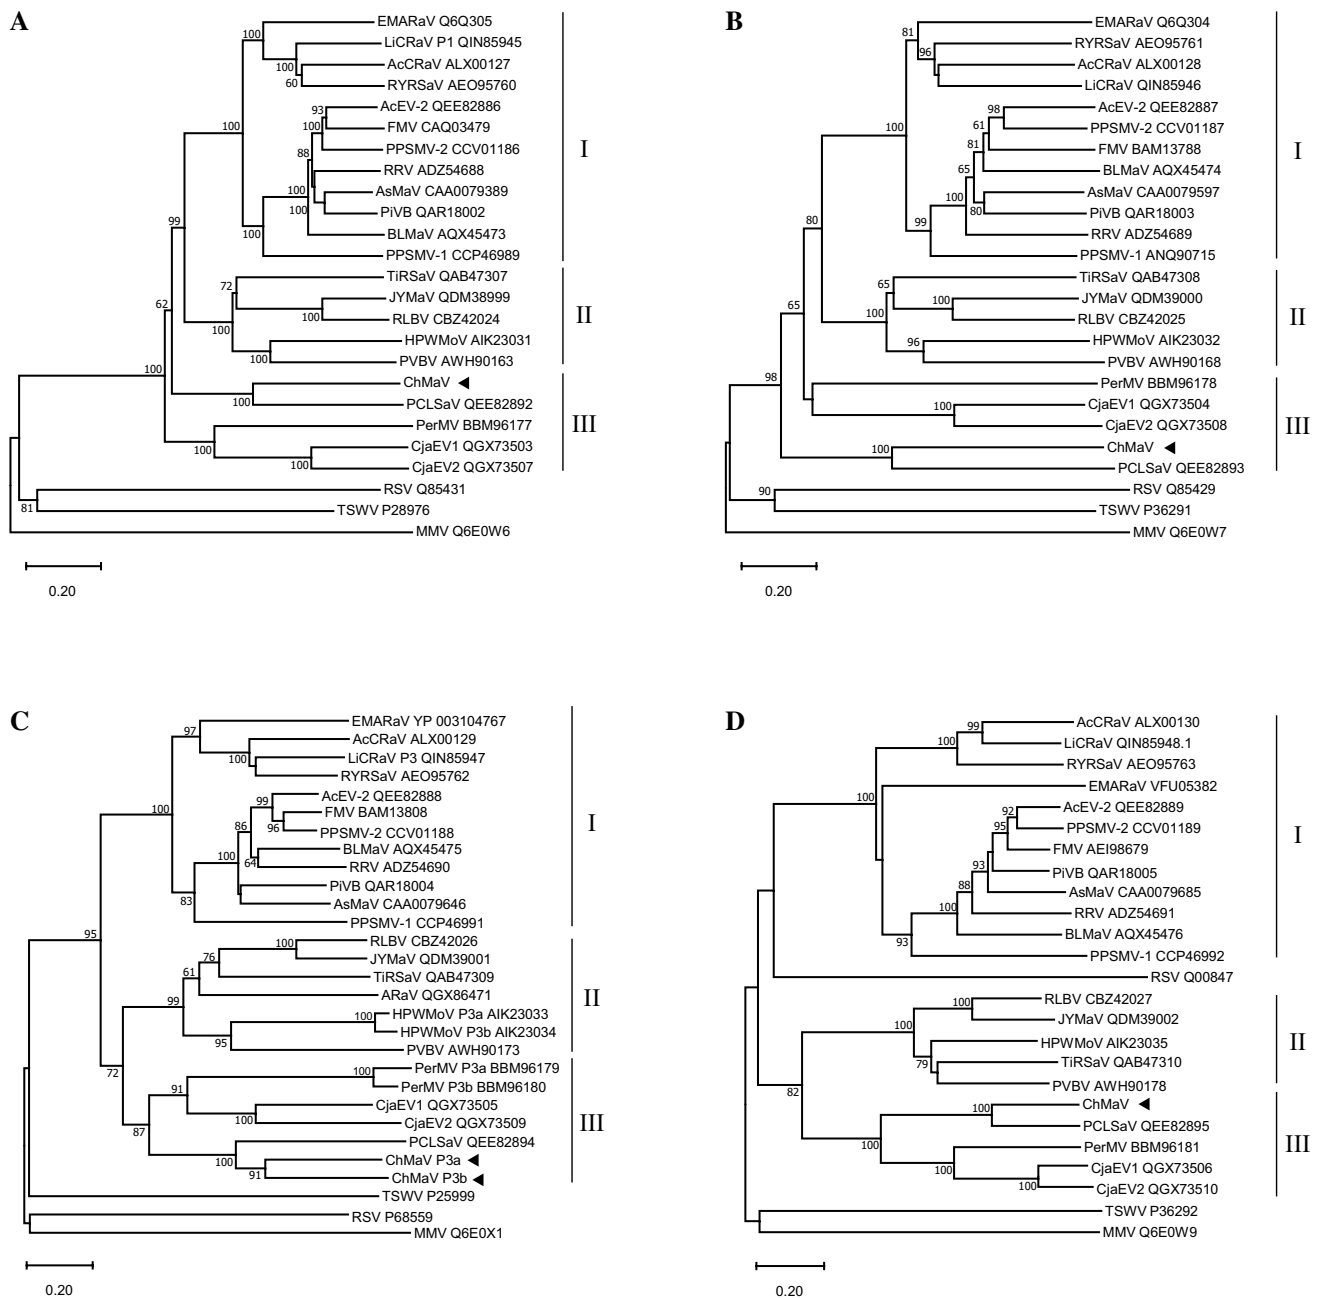 A
EMARaV Q6Q305
LiCRaV P1 QIN85945
AcCRaV ALX00127
RYRSaV AEO95760
AcEV-2 QEE82886
FMV CAQ03479
PPSMV-2 CCV01186
RRV ADZ54688
AsMaV CAA0079389
PiVB QAR18002
BLMaV AQX45473
PPSMV-1 CCP46989
TiRSaV QAB47307
JYMaV QDM38999
RLBV CBZ42024
HPWMoV AIK23031
PVBV AWH90163
ChMaV
PCLSaV QEE82892
PerMV BBM96177
CjaEV1 QGX73503
CjaEV2 QGX73507
RSV Q85431
TSWV P28976
MMV Q6E0W6
100
100
60
93
100
88
100
100
100
100
99
72
100
100
100
62
100
100
100
100
81
I
II
III
0.20
B
EMARaV Q6Q304
RYRSaV AEO95761
AcCRaV ALX00128
LiCRaV QIN85946
AcEV-2 QEE82887
PPSMV-2 CCV01187
FMV BAM13788
BLMaV AQX45474
AsMaV CAA0079597
PiVB QAR18003
RRV ADZ54689
PPSMV-1 ANQ90715
TiRSaV QAB47308
JYMaV QDM39000
RLBV CBZ42025
HPWMoV AIK23032
PVBV AWH90168
PerMV BBM96178
CjaEV1 QGX73504
CjaEV2 QGX73508
ChMaV
PCLSaV QEE82893
RSV Q85429
TSWV P36291
MMV Q6E0W7
81
96
98
61
81
65
100
80
100
99
80
65
100
100
96
65
98
100
100
90
I
II
III
0.20
C
EMARaV YP 003104767
AcCRaV ALX00129
LiCRaV P3 QIN85947
RYRSaV AEO95762
AcEV-2 QEE82888
FMV BAM13808
PPSMV-2 CCV01188
BLMaV AQX45475
RRV ADZ54690
PiVB QAR18004
AsMaV CAA0079646
PPSMV-1 CCP46991
RLBV CBZ42026
JYMaV QDM39001
TiRSaV QAB47309
ARaV QGX86471
HPWMoV P3a AIK23033
HPWMoV P3b AIK23034
PVBV AWH90173
PerMV P3a BBM96179
PerMV P3b BBM96180
CjaEV1 QGX73505
CjaEV2 QGX73509
PCLSaV QEE82894
ChMaV P3a
ChMaV P3b
TSWV P25999
RSV P68559
MMV Q6E0X1
97
100
99
96
86
64
100
100
83
95
100
76
61
99
100
95
72
100
91
100
87
100
91
I
II
III
0.20
D
AcCRaV ALX00130
LiCRaV QIN85948.1
RYRSaV AEO95763
EMARaV VFU05382
AcEV-2 QEE82889
PPSMV-2 CCV01189
FMV AEI98679
PiVB QAR18005
AsMaV CAA0079685
RRV ADZ54691
BLMaV AQX45476
PPSMV-1 CCP46992
RSV Q00847
RLBV CBZ42027
JYMaV QDM39002
HPWMoV AIK23035
TiRSaV QAB47310
PVBV AWH90178
ChMaV
PCLSaV QEE82895
PerMV BBM96181
CjaEV1 QGX73506
CjaEV2 QGX73510
TSWV P36292
MMV Q6E0W9
99
100
100
92
95
93
88
100
93
100
100
79
82
100
100
100
100
I
II
III
0.20